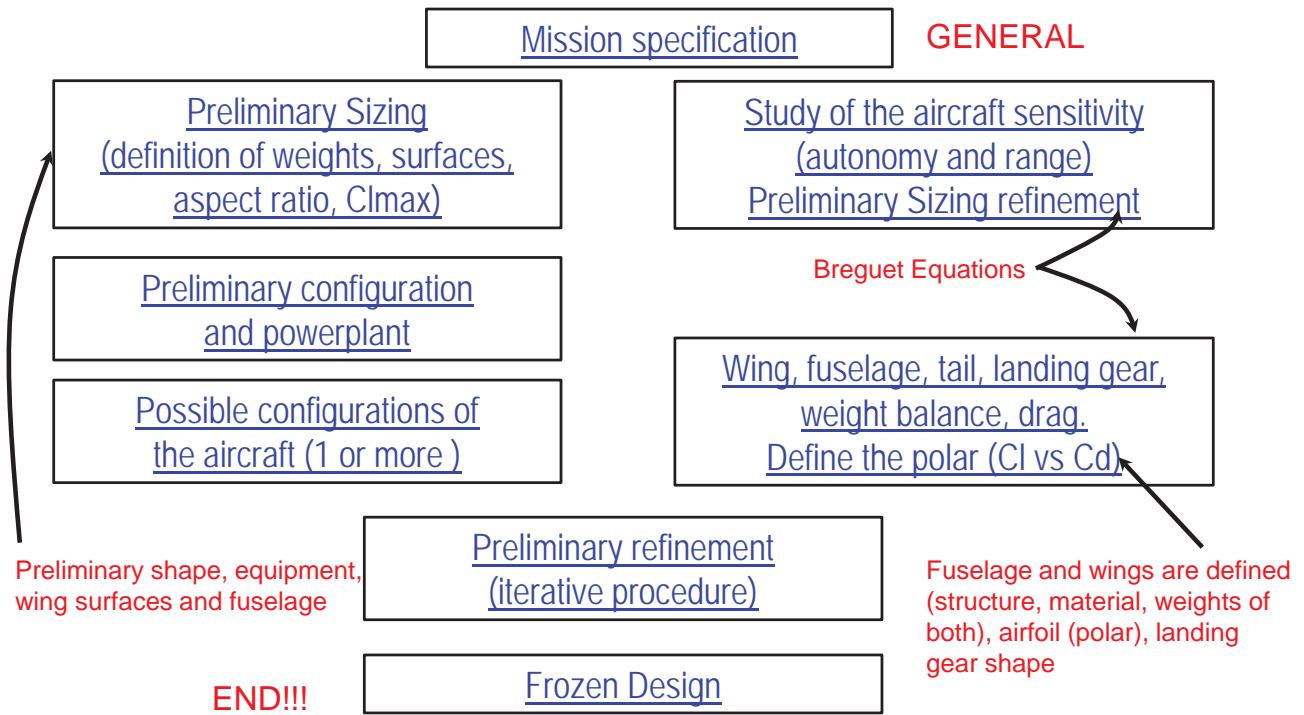 Mission specification
GENERAL
Preliminary Sizing
(definition of weights, surfaces,
aspect ratio, Clmax)
Study of the aircraft sensitivity
(autonomy and range)
Preliminary Sizing refinement
Breguet Equations
Preliminary configuration
and powerplant
Wing, fuselage, tail, landing gear,
weight balance, drag.
Define the polar (Cl vs Cd)
Possible configurations of
the aircraft (1 or more )
Preliminary shape, equipment,
wing surfaces and fuselage
Preliminary refinement
(iterative procedure)
Fuselage and wings are defined
(structure, material, weights of
both), airfoil (polar), landing
gear shape
END!!!
Frozen Design